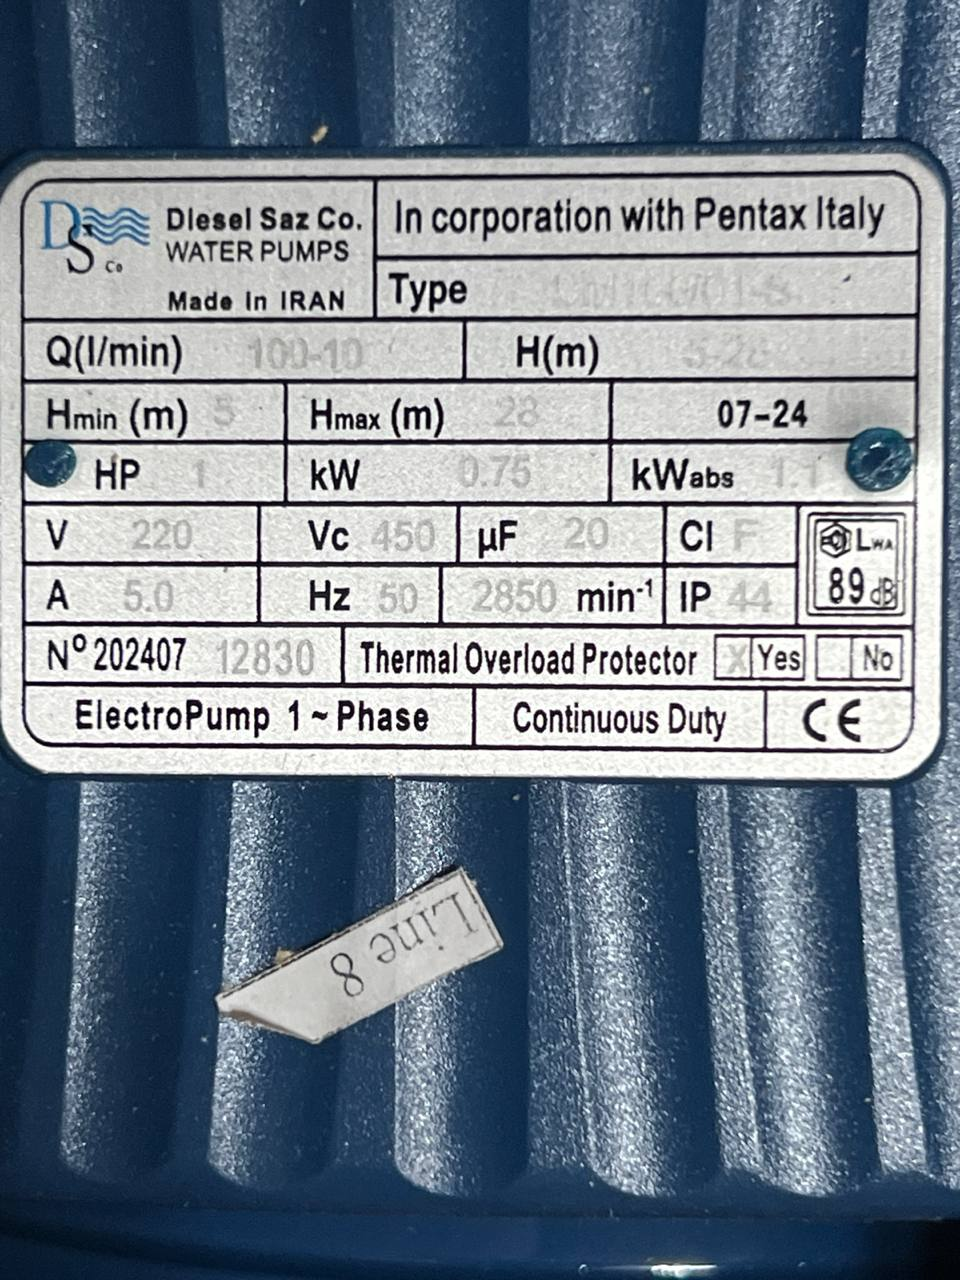 DS Co
Diesel Saz Co.
WATER PUMPS
Made in IRAN
In corporation with Pentax Italy
Type
Q(l/min) 100-10 H(m)
Hmin (m) 5 Hmax (m) 28 07-24
HP 1 kW 0.75 kWabs 1.1
V 220 Vc 450 µF 20 Cl F LWA
A 5.0 Hz 50 2850 min-1 IP 44 89 dB
Nº 202407 12830 Thermal Overload Protector X Yes No
ElectroPump 1~Phase Continuous Duty CE
Line 8